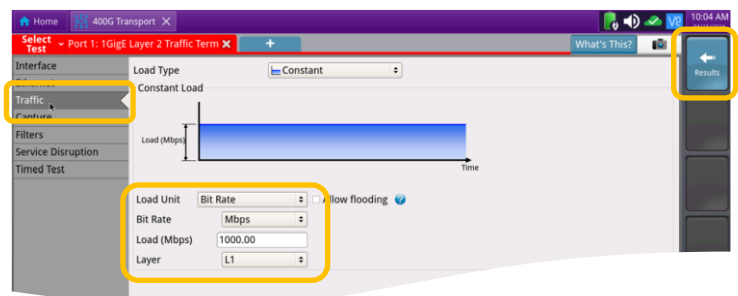 Home 400G Transport X 10:04 AM
Select Test Port 1: 1GigE Layer 2 Traffic Term X + What's This?
Results
Interface
Ethernet
Traffic
Capture
Filters
Service Disruption
Timed Test
Load Type Constant
Constant Load
Load (Mbps)
Time
Load Unit Bit Rate Allow flooding ?
Bit Rate Mbps
Load (Mbps) 1000.00
Layer L1